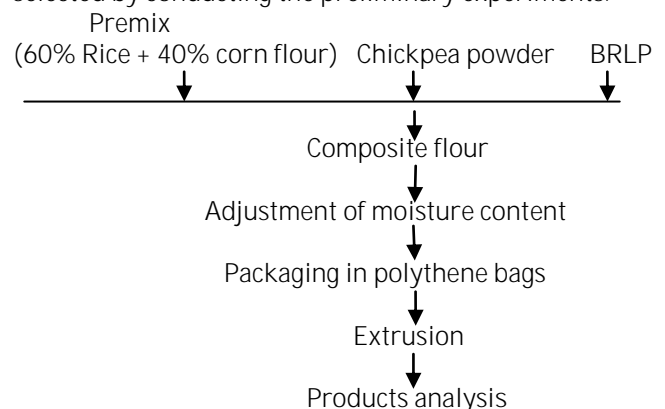 selected by conducting the preliminary experiments.
Premix
(60% Rice + 40% corn flour) Chickpea powder BRLP
Composite flour
Adjustment of moisture content
Packaging in polythene bags
Extrusion
Products analysis